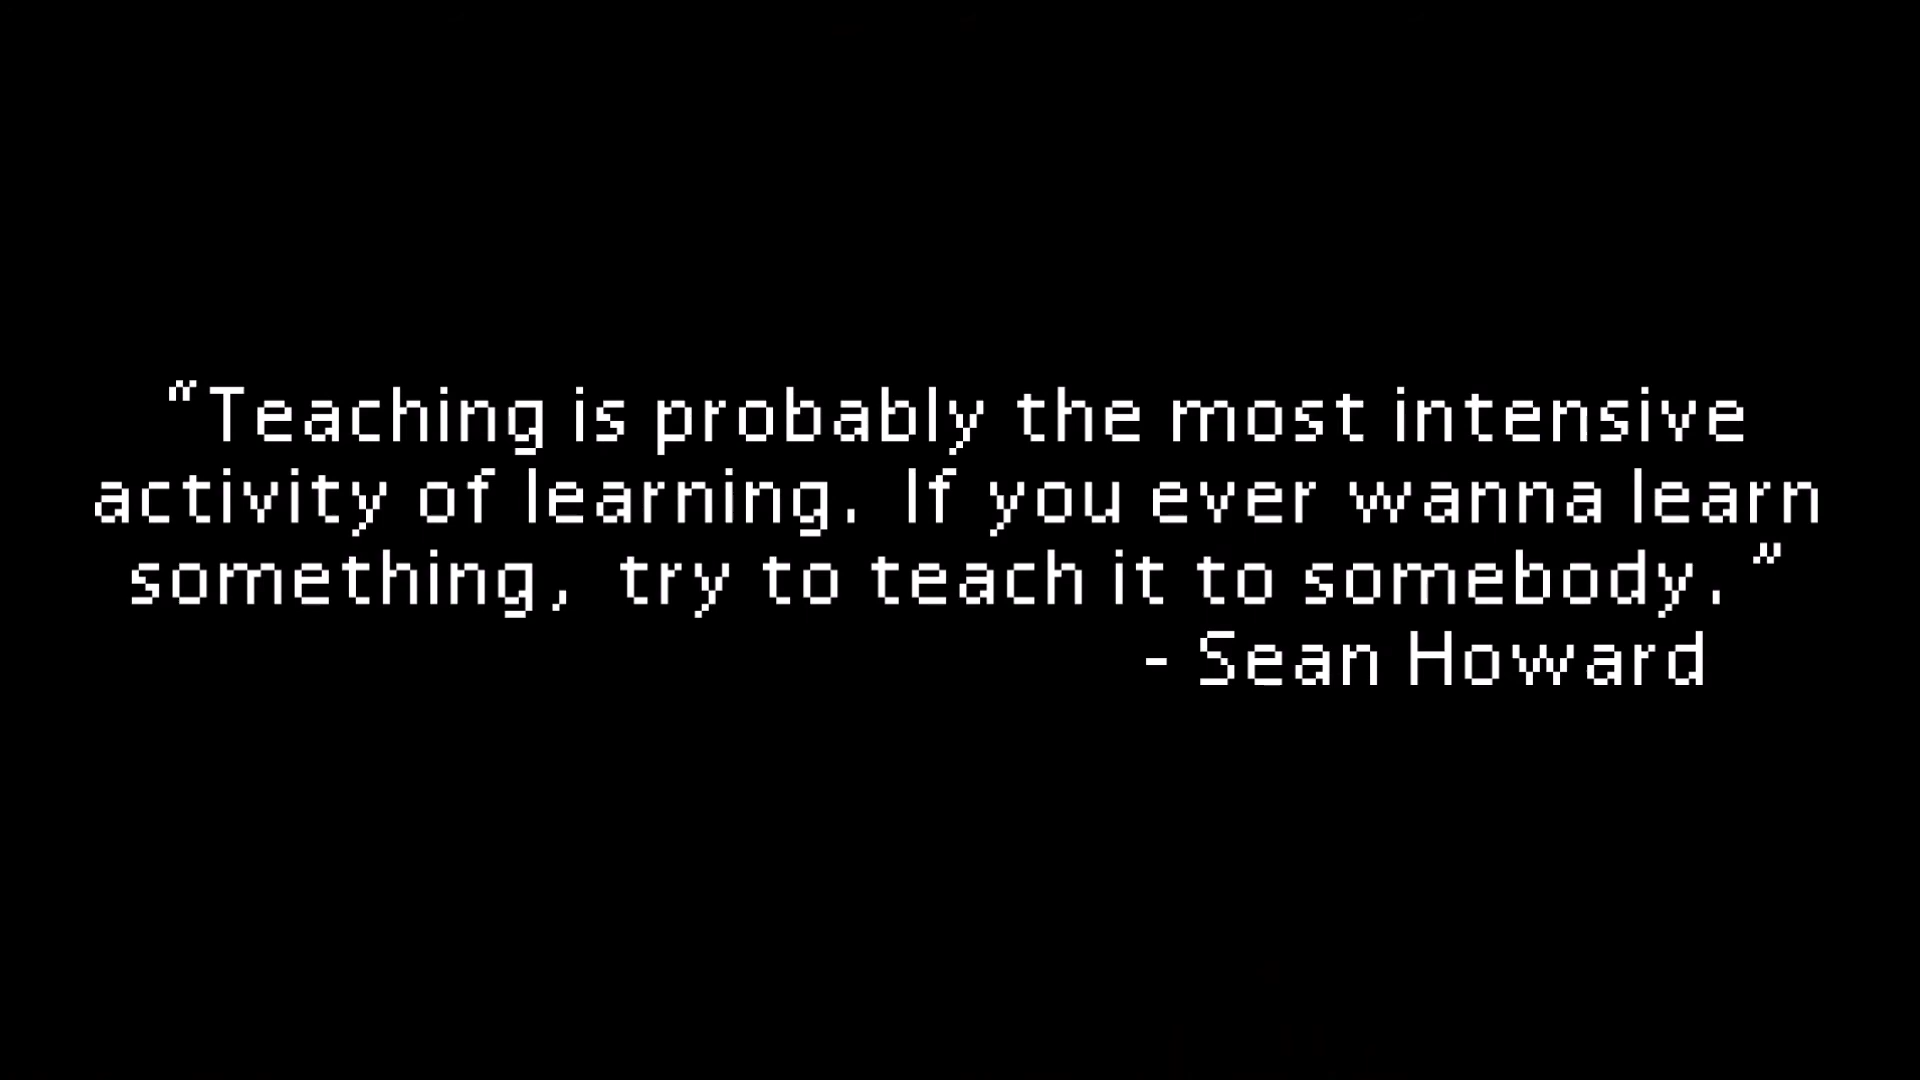 “Teaching is probably the most intensive
activity of learning. If you ever wanna learn
something, try to teach it to somebody.”
- Sean Howard